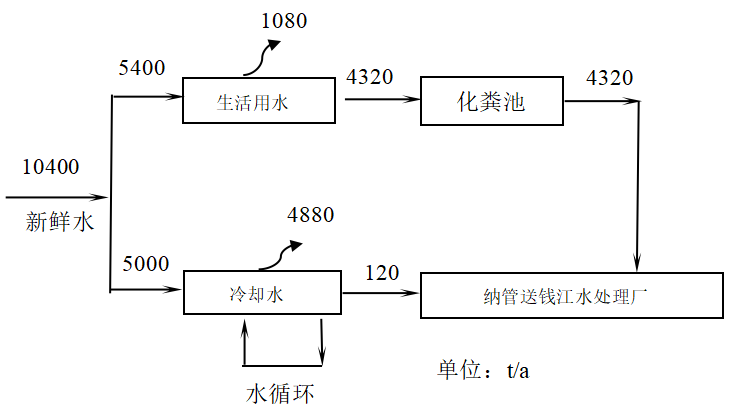 1080
5400
4320
4320
生活用水
化粪池
10400
新鲜水
4880
5000
120
冷却水
纳管送钱江水处理厂
单位：t/a
水循环